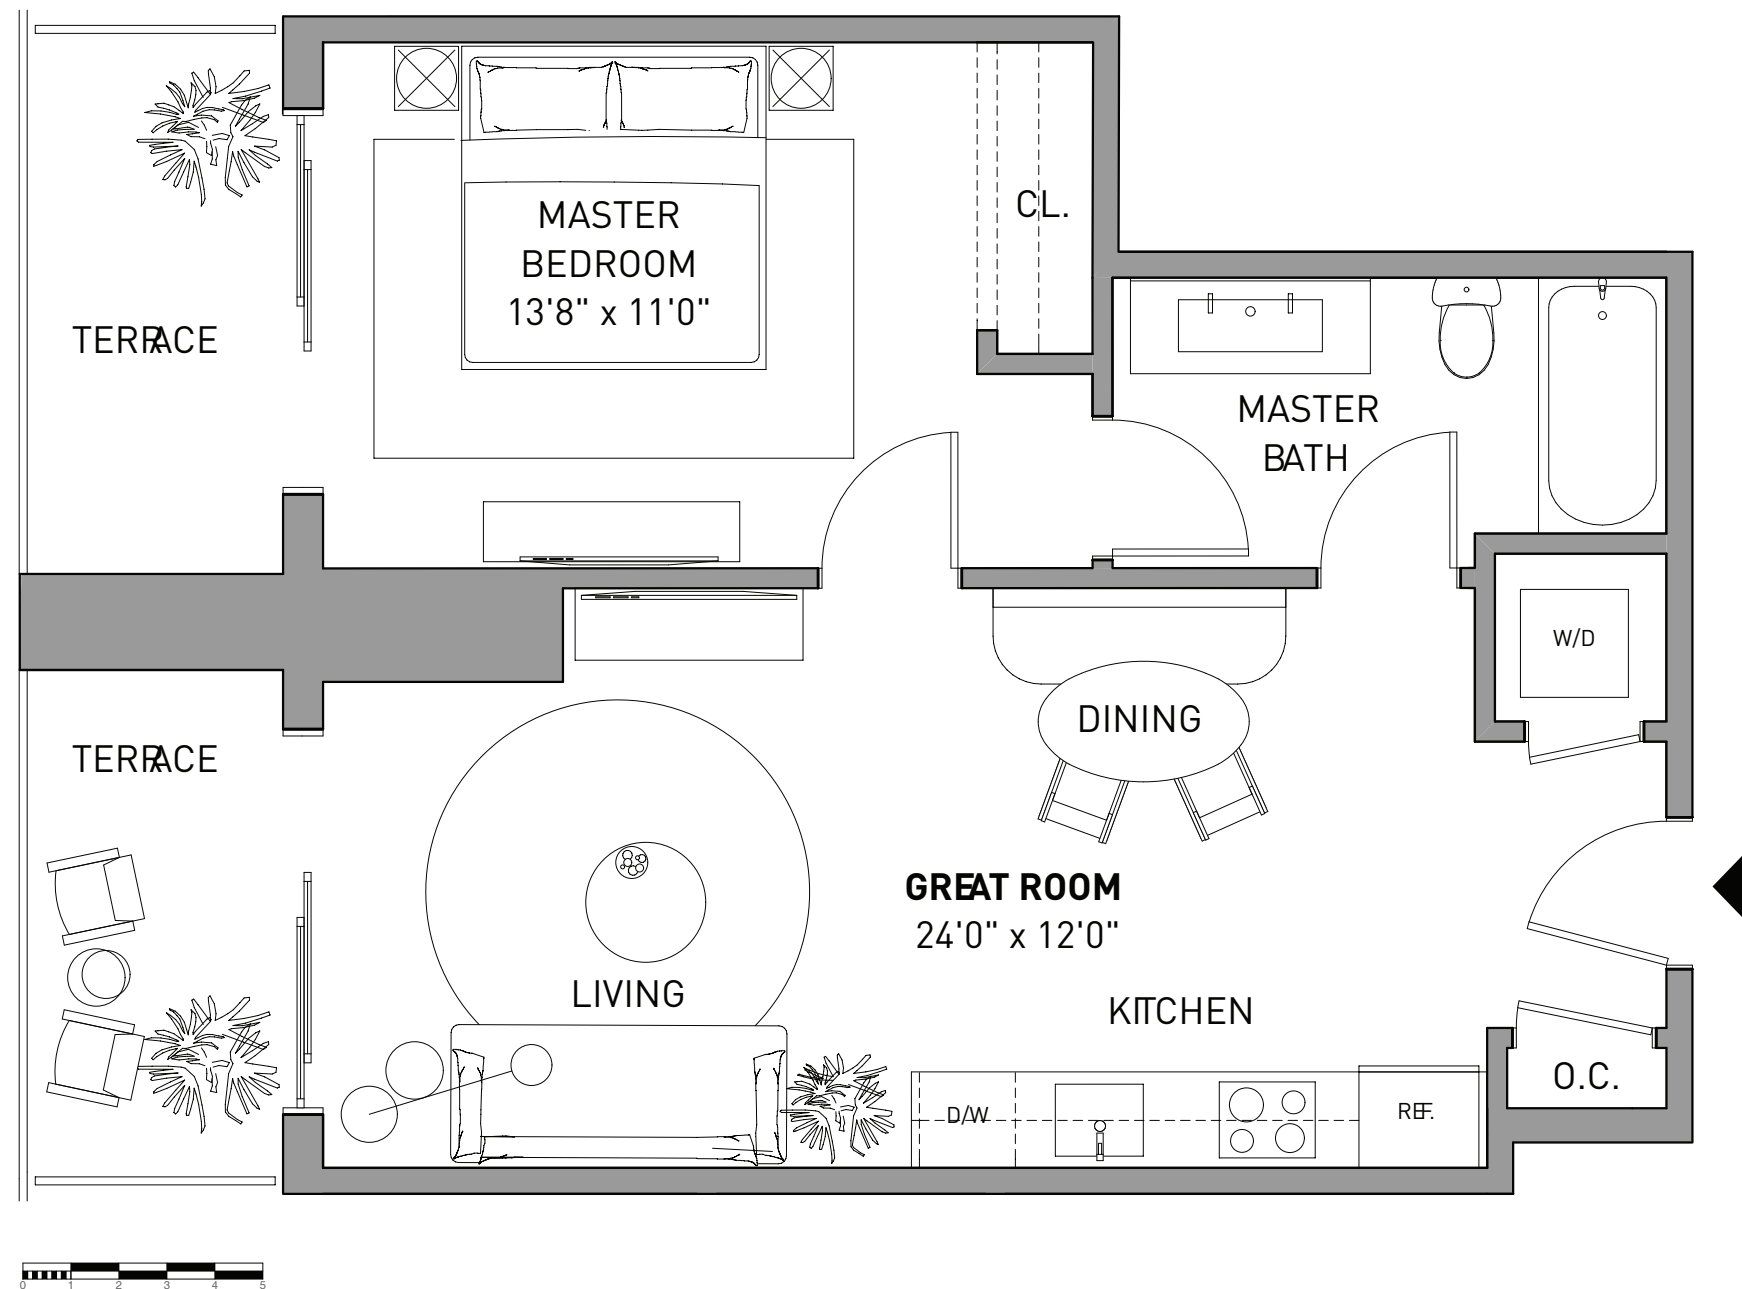 CL.
MASTER
BEDROOM
13'8" x 11'0"
TERRACE
MASTER
BATH
W/D
DINING
TERRACE
GREAT ROOM
24'0" x 12'0"
LIVING
KITCHEN
O.C.
D/W
REF.
0 1 2 3 4 5